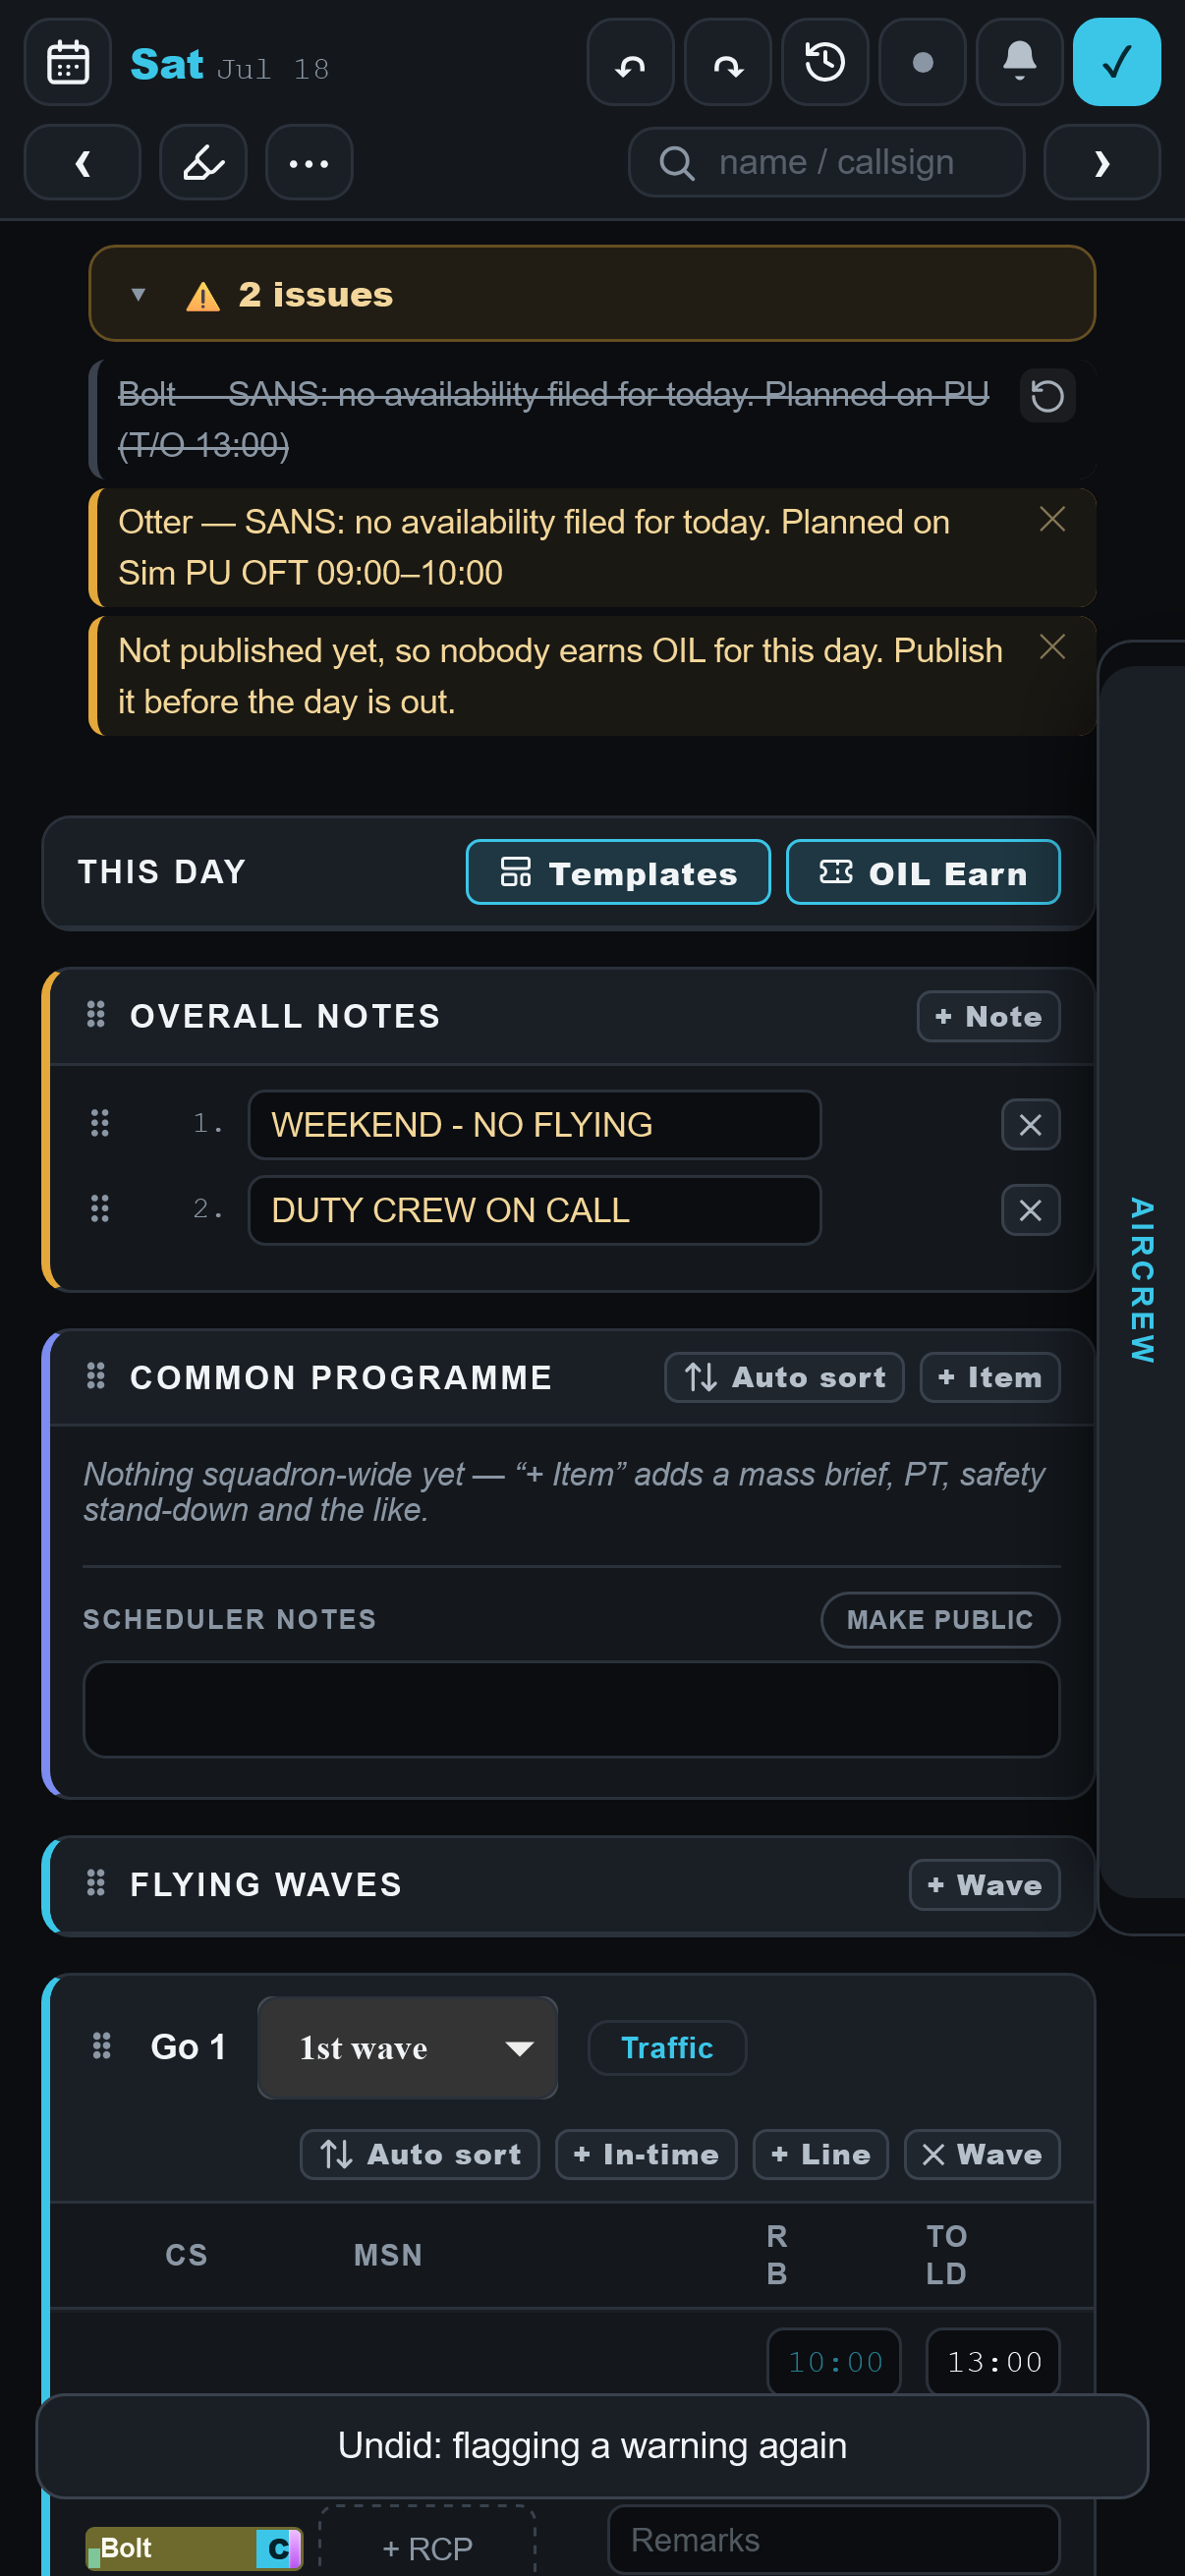 Sat Jul 18
name / callsign
2 issues
Bolt — SANS: no availability filed for today. Planned on PU
(T/O 13:00)
Otter — SANS: no availability filed for today. Planned on
Sim PU OFT 09:00–10:00
Not published yet, so nobody earns OIL for this day. Publish
it before the day is out.
THIS DAY
Templates
OIL Earn
AIRCREW
OVERALL NOTES
+ Note
1. WEEKEND - NO FLYING
2. DUTY CREW ON CALL
COMMON PROGRAMME
Auto sort
+ Item
Nothing squadron-wide yet — “+ Item” adds a mass brief, PT, safety
stand-down and the like.
SCHEDULER NOTES
MAKE PUBLIC
FLYING WAVES
+ Wave
Go 1
1st wave
Traffic
Auto sort
+ In-time
+ Line
× Wave
CS
MSN
R
B
TO
LD
10:00
13:00
Undid: flagging a warning again
Bolt
C
+ RCP
Remarks